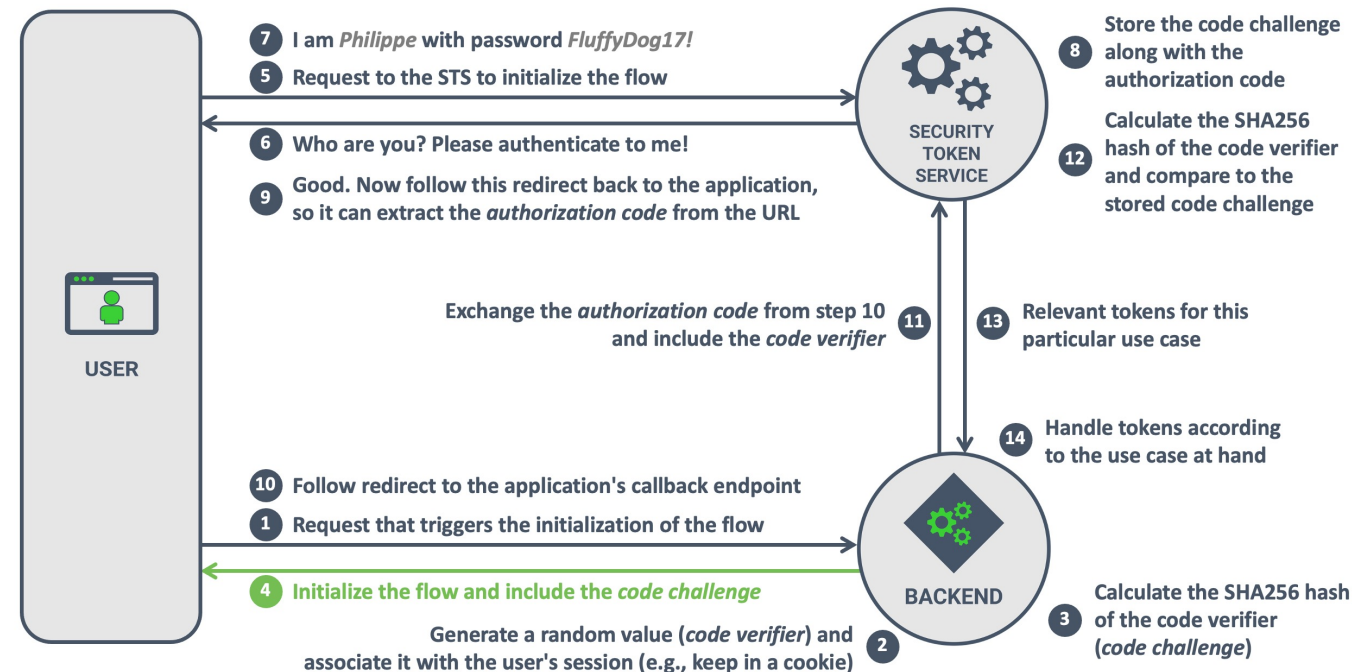 7 I am Philippe with password FluffyDog17!
5 Request to the STS to initialize the flow
6 Who are you? Please authenticate to me!
9 Good. Now follow this redirect back to the application,
so it can extract the authorization code from the URL
SECURITY
TOKEN
SERVICE
8 Store the code challenge
along with the
authorization code
12 Calculate the SHA256
hash of the code verifier
and compare to the
stored code challenge
USER
Exchange the authorization code from step 10
and include the code verifier 11
13 Relevant tokens for this
particular use case
14 Handle tokens according
to the use case at hand
10 Follow redirect to the application's callback endpoint
1 Request that triggers the initialization of the flow
4 Initialize the flow and include the code challenge
BACKEND
Generate a random value (code verifier) and
associate it with the user's session (e.g., keep in a cookie) 2
3 Calculate the SHA256 hash
of the code verifier
(code challenge)